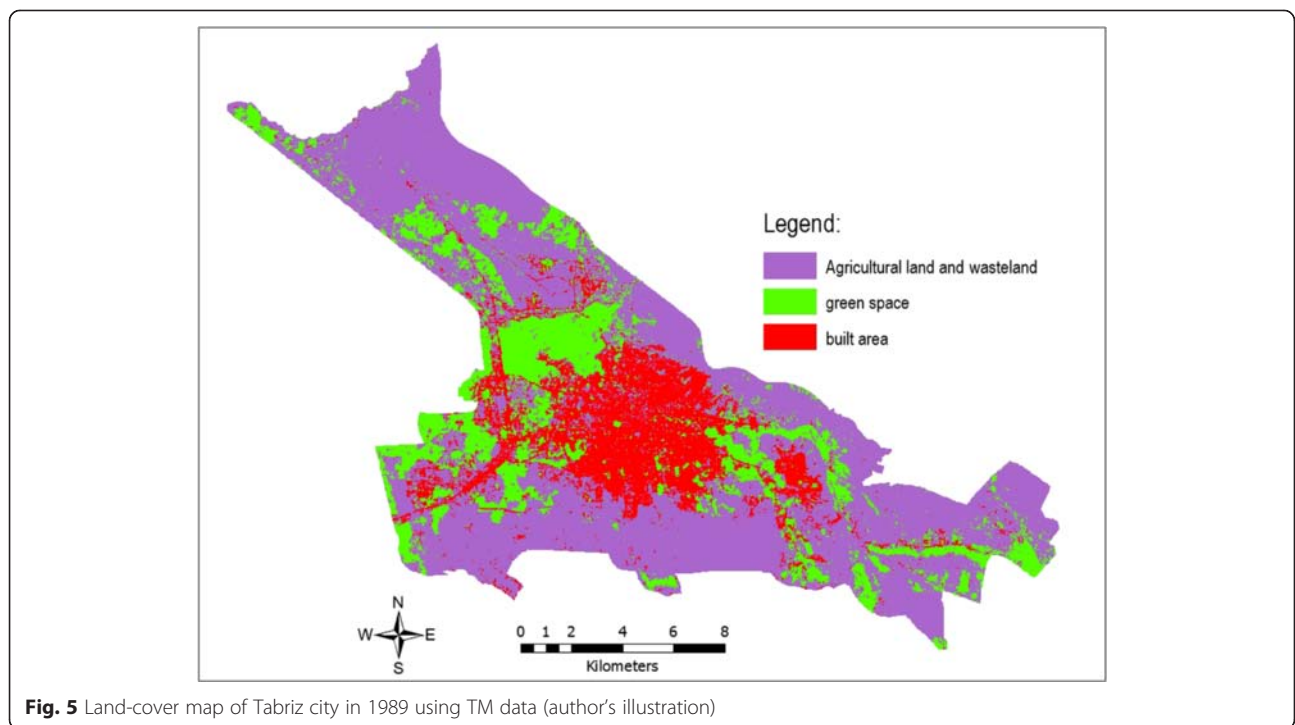 Legend:
Agricultural land and wasteland
green space
built area
N
W E
S
0 1 2 4 6 8
Kilometers
Fig. 5 Land-cover map of Tabriz city in 1989 using TM data (author's illustration)